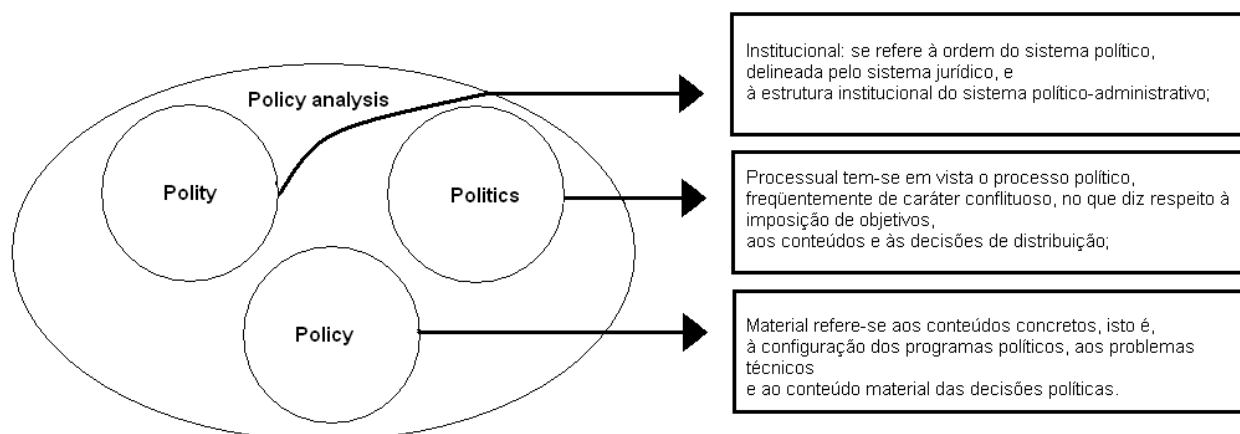 Policy analysis
Polity
Politics
Policy
Institucional: se refere à ordem do sistema político,
delineada pelo sistema jurídico, e
à estrutura institucional do sistema político-administrativo;
Processual tem-se em vista o processo político,
freqüentemente de caráter conflituoso, no que diz respeito à
imposição de objetivos,
aos conteúdos e às decisões de distribuição;
Material refere-se aos conteúdos concretos, isto é,
à configuração dos programas políticos, aos problemas
técnicos
e ao conteúdo material das decisões políticas.